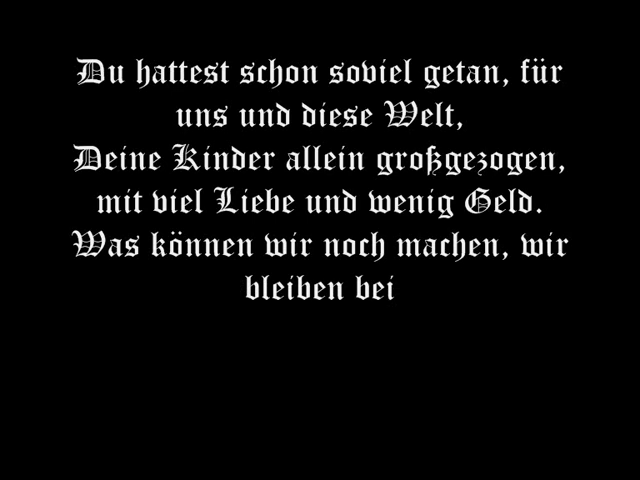 Du hattest schon soviel getan, für
uns und diese Welt,
Deine Kinder allein großgezogen,
mit viel Liebe und wenig Geld.
Was können wir noch machen, wir
bleiben bei